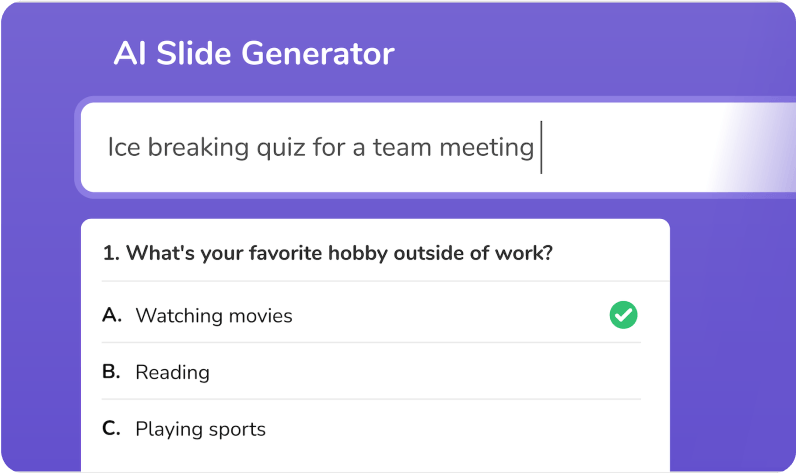 AI Slide Generator
Ice breaking quiz for a team meeting
1. What's your favorite hobby outside of work?
A. Watching movies
B. Reading
C. Playing sports